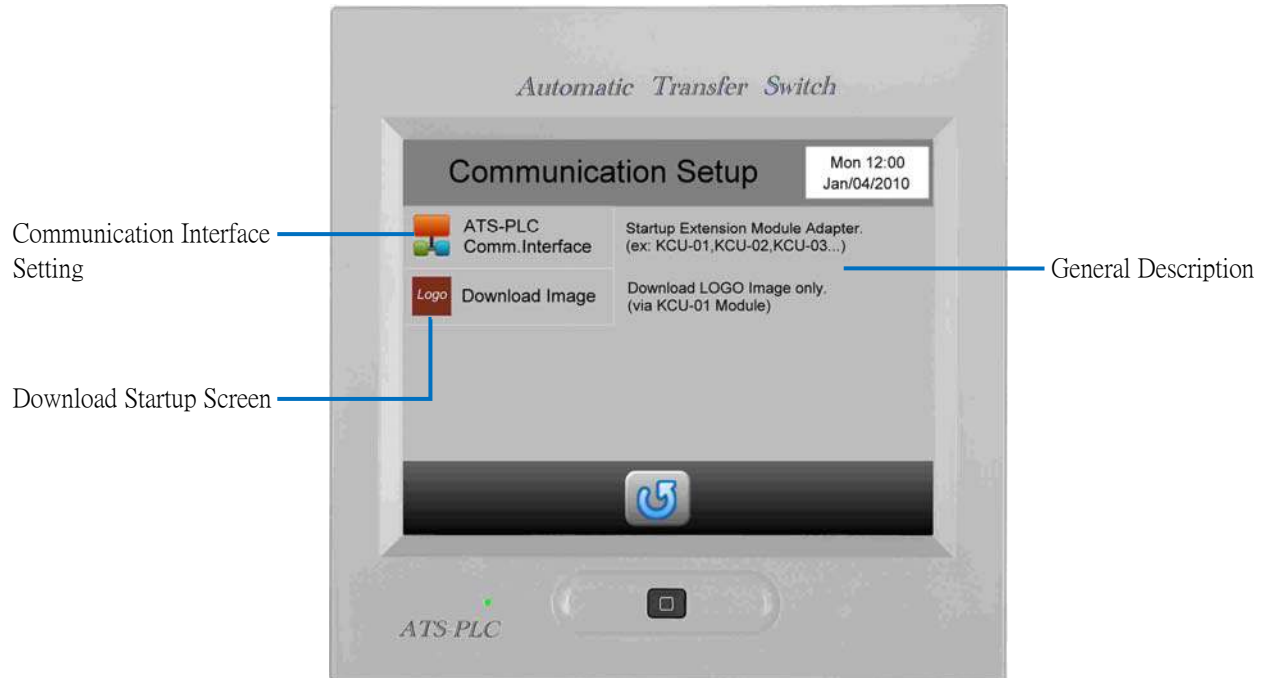 Automatic Transfer Switch
Communication Setup
Mon 12:00
Jan/04/2010
Communication Interface
Setting
ATS-PLC
Comm.Interface
Startup Extension Module Adapter.
(ex: KCU-01,KCU-02,KCU-03...)
General Description
Logo
Download Image
Download LOGO Image only.
(via KCU-01 Module)
Download Startup Screen
ATS-PLC